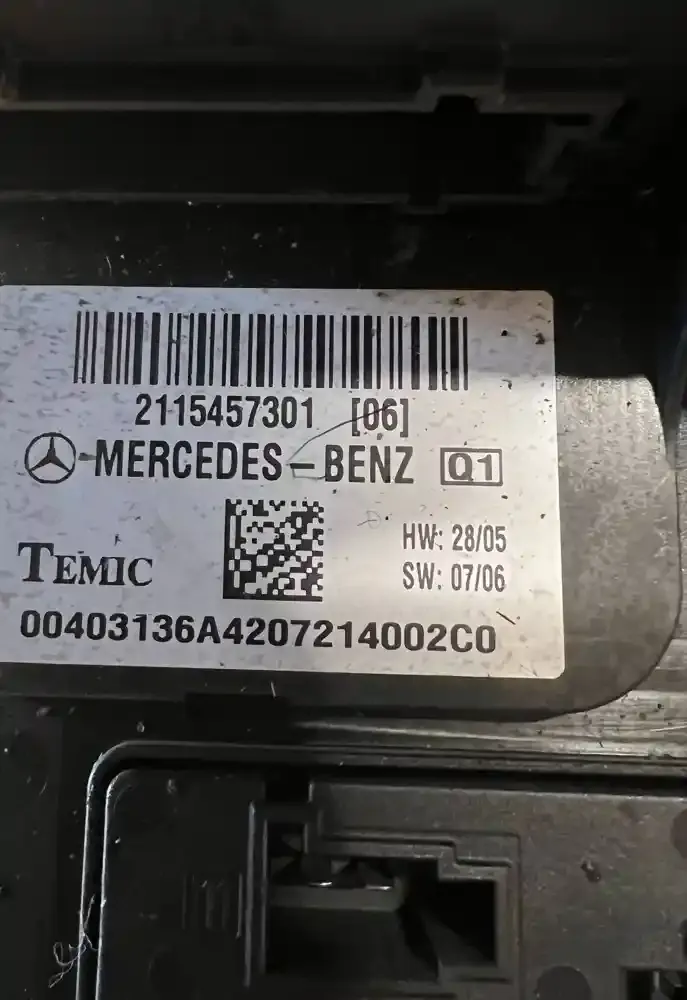 2115457301 [06]
MERCEDES-BENZ Q1
HW: 28/05
TEMIC
SW: 07/06
00403136A4207214002C0